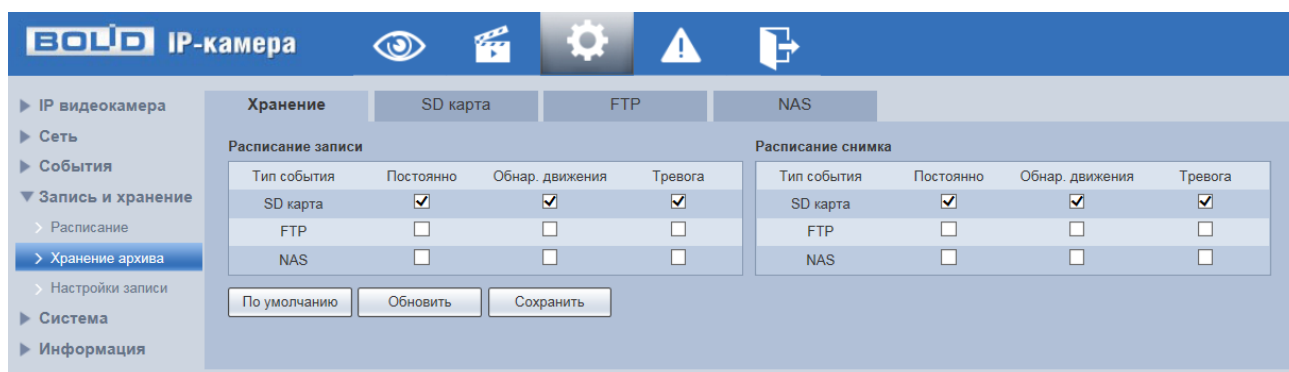 BOLID IP-камера
IP видеокамера
Сеть
События
Запись и хранение
Расписание
Хранение архива
Настройки записи
Система
Информация
Хранение SD карта FTP NAS
Расписание записи
Тип события Постоянно Обнар. движения Тревога
SD карта
FTP
NAS
Расписание снимка
Тип события Постоянно Обнар. движения Тревога
SD карта
FTP
NAS
По умолчанию Обновить Сохранить